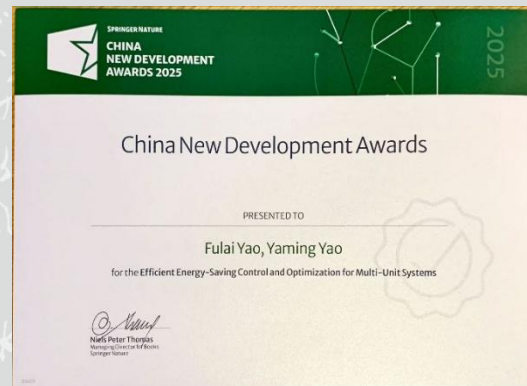 SPRINGER NATURE
CHINA
NEW DEVELOPMENT
AWARDS 2025
2025
China New Development Awards
PRESENTED TO
Fulai Yao, Yaming Yao
for the Efficient Energy-Saving Control and Optimization for Multi-Unit Systems
Niels Peter Thomas
Managing Director for Books
Springer Nature